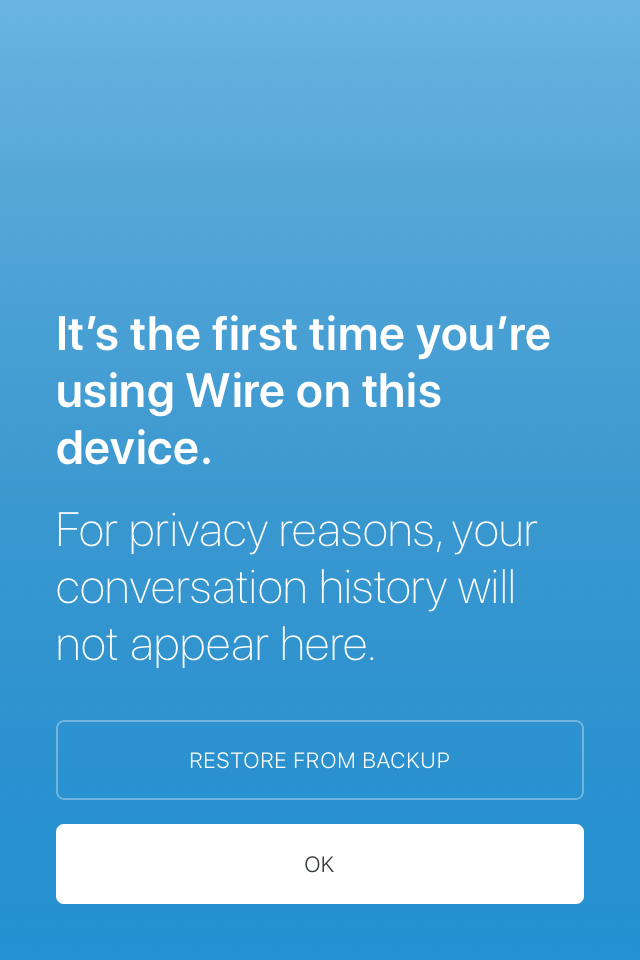 It’s the first time you’re
using Wire on this
device.
For privacy reasons, your
conversation history will
not appear here.
RESTORE FROM BACKUP
OK